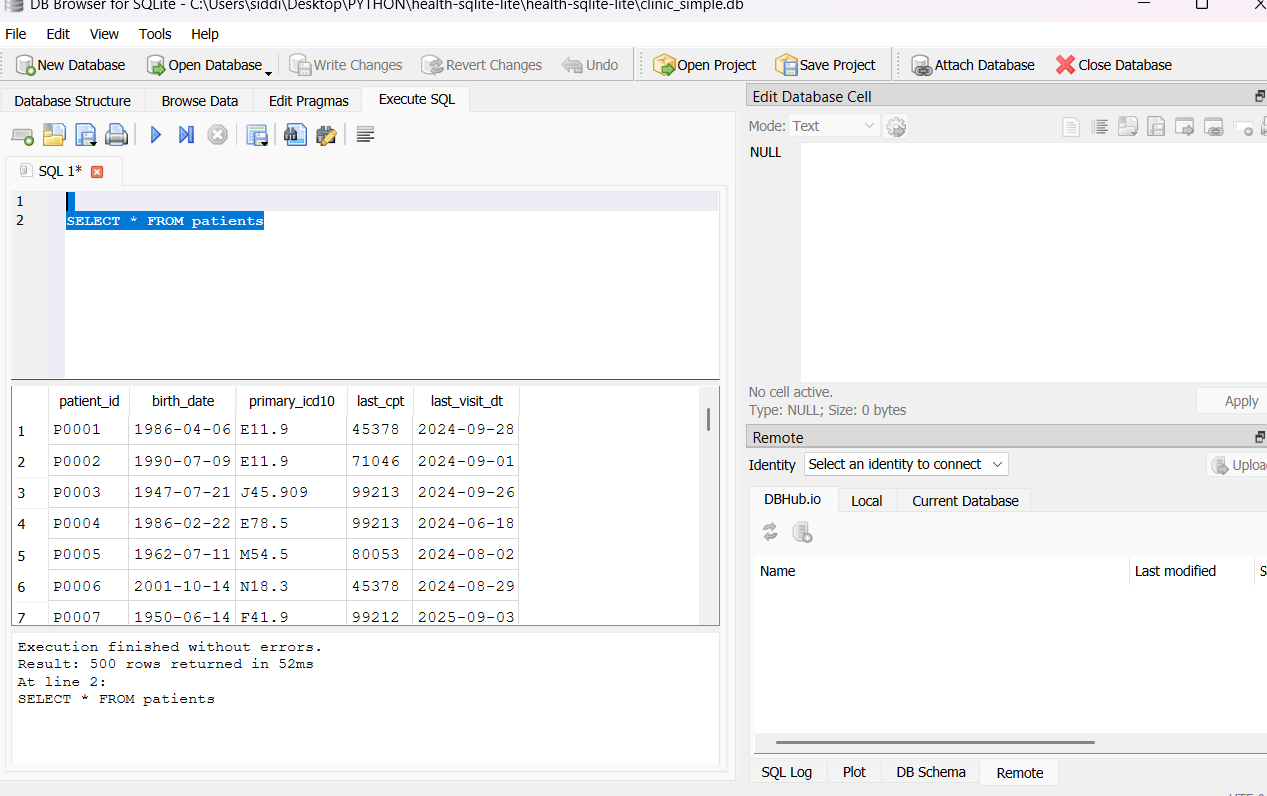 DB Browser for SQLite - C:\Users\siddi\Desktop\PYTHON\health-sqlite-lite\health-sqlite-lite\clinic_simple.db
File Edit View Tools Help
New Database Open Database Write Changes Revert Changes Undo Open Project Save Project Attach Database Close Database
Database Structure Browse Data Edit Pragmas Execute SQL
SQL 1*
1
2 SELECT * FROM patients
patient_id birth_date primary_icd10 last_cpt last_visit_dt
1 P0001 1986-04-06 E11.9 45378 2024-09-28
2 P0002 1990-07-09 E11.9 71046 2024-09-01
3 P0003 1947-07-21 J45.909 99213 2024-09-26
4 P0004 1986-02-22 E78.5 99213 2024-06-18
5 P0005 1962-07-11 M54.5 80053 2024-08-02
6 P0006 2001-10-14 N18.3 45378 2024-08-29
7 P0007 1950-06-14 F41.9 99212 2025-09-03
Execution finished without errors.
Result: 500 rows returned in 52ms
At line 2:
SELECT * FROM patients
Edit Database Cell
Mode: Text
NULL
No cell active.
Type: NULL; Size: 0 bytes
Apply
Remote
Identity Select an identity to connect
Uploa
DBHub.io Local Current Database
Name Last modified S
SQL Log Plot DB Schema Remote